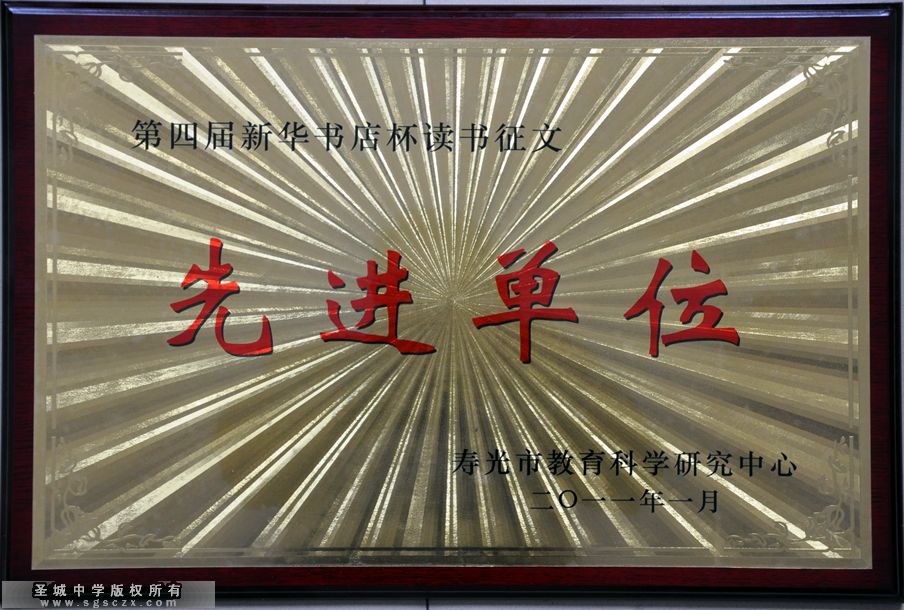 第四届新华书店杯读书征文
先进单位
寿光市教育科学研究中心
二〇一一年一月
圣城中学版权所有
www.sgsczx.com